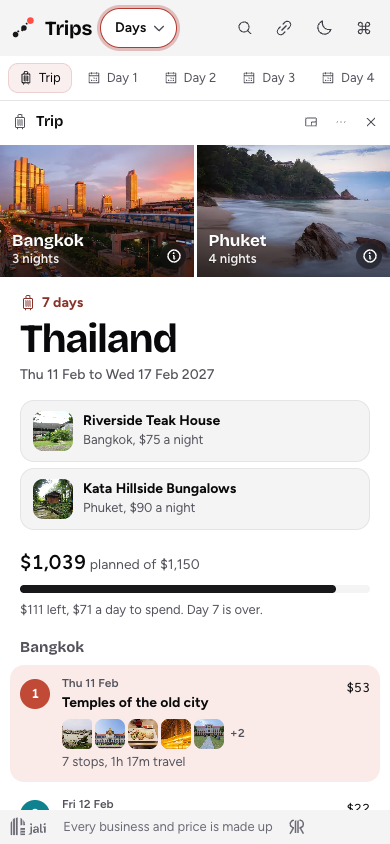 Trips
Days
Trip
Day 1
Day 2
Day 3
Day 4
Trip
Bangkok
3 nights
Phuket
4 nights
7 days
Thailand
Thu 11 Feb to Wed 17 Feb 2027
Riverside Teak House
Bangkok, $75 a night
Kata Hillside Bungalows
Phuket, $90 a night
$1,039 planned of $1,150
$111 left, $71 a day to spend. Day 7 is over.
Bangkok
1
Thu 11 Feb
$53
Temples of the old city
+2
7 stops, 1h 17m travel
Fri 12 Feb
$22
jali
Every business and price is made up